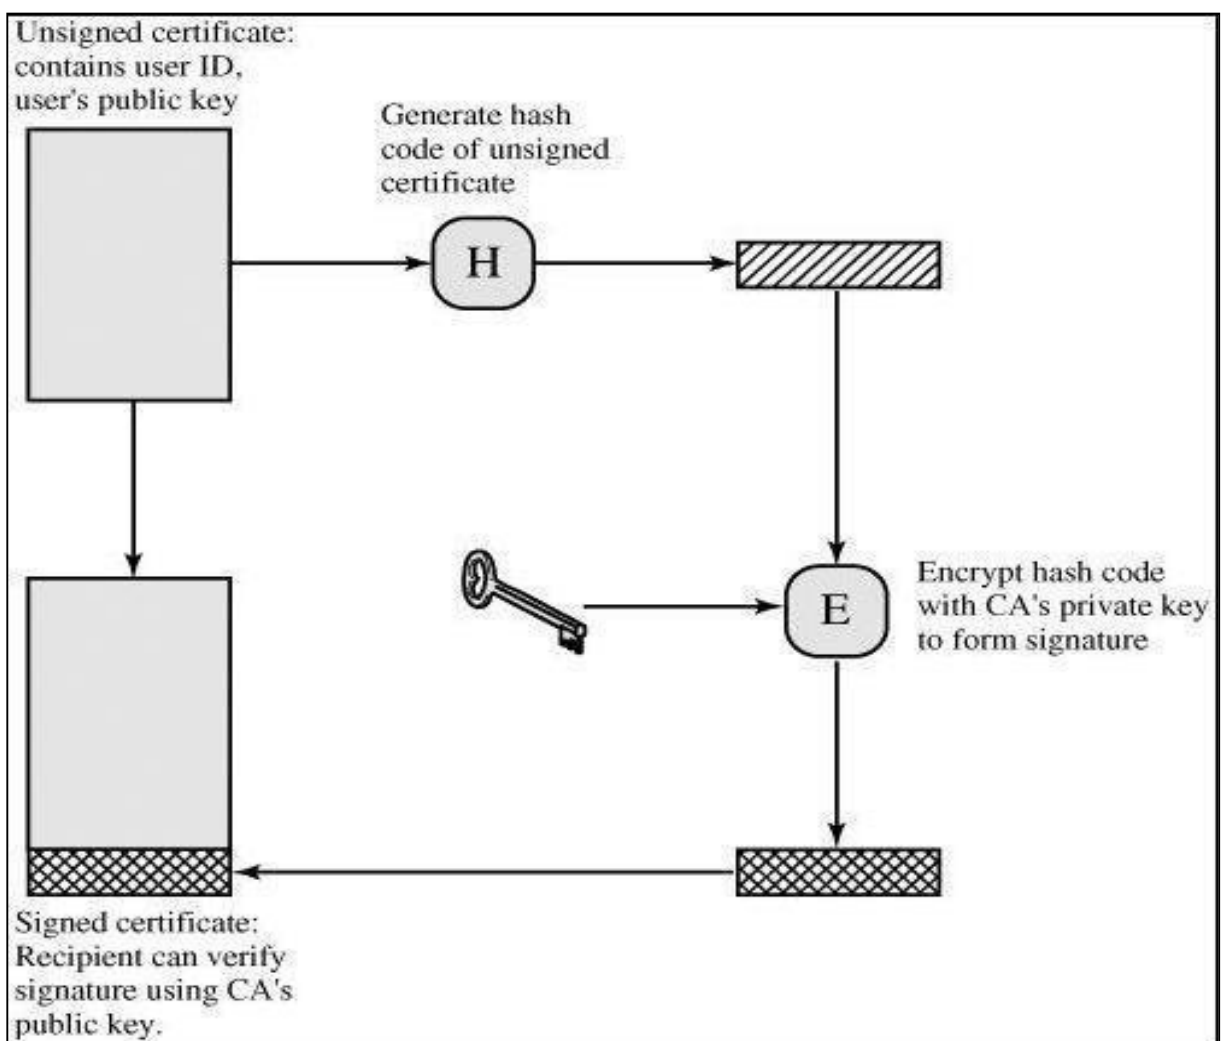 Unsigned certificate:
contains user ID,
user's public key
Generate hash
code of unsigned
certificate
H
E
Encrypt hash code
with CA's private key
to form signature
Signed certificate:
Recipient can verify
signature using CA's
public key.